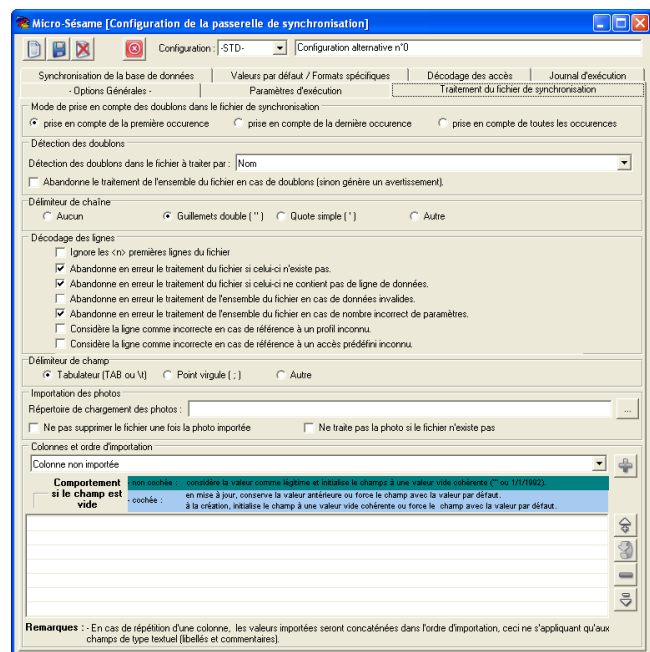 Micro-Sésame [Configuration de la passerelle de synchronisation]
Configuration : -STD- Configuration alternative n°0
Synchronisation de la base de données Valeurs par défaut / Formats spécifiques Décodage des accès Journal d'exécution
- Options Générales - Paramètres d'exécution Traitement du fichier de synchronisation
Mode de prise en compte des doublons dans le fichier de synchronisation
prise en compte de la première occurence prise en compte de la dernière occurence prise en compte de toutes les occurences
Détection des doublons
Détection des doublons dans le fichier à traiter par : Nom
Abandonne le traitement de l'ensemble du fichier en cas de doublons (sinon génère un avertissement).
Délimiteur de chaîne
Aucun Guillemets double ( " ) Quote simple ( ' ) Autre
Décodage des lignes
Ignore les <n> premières lignes du fichier
Abandonne en erreur le traitement du fichier si celui-ci n'existe pas.
Abandonne en erreur le traitement du fichier si celui-ci ne contient pas de ligne de données.
Abandonne en erreur le traitement de l'ensemble du fichier en cas de données invalides.
Abandonne en erreur le traitement du fichier en cas de nombre incorrect de paramètres.
Considère la ligne comme incorrecte en cas de référence à un profil inconnu.
Considère la ligne comme incorrecte en cas de référence à un accès prédéfini inconnu.
Délimiteur de champ
Tabulateur (TAB ou \t) Point virgule ( ; ) Autre
Importation des photos
Répertoire de chargement des photos : ...
Ne pas supprimer le fichier une fois la photo importée Ne traite pas la photo si le fichier n'existe pas
Colonnes et ordre d'importation
Colonne non importée
Comportement si le champ est vide
- non cochée : considère la valeur comme légitime et initialise le champs à une valeur vide cohérente ("" ou 1/1/1992).
- cochée : en mise à jour, conserve la valeur antérieure ou force le champ avec la valeur par défaut.
à la création, initialise le champ à une valeur vide cohérente ou force le champ avec la valeur par défaut.
Remarques : - En cas de répétition d'une colonne, les valeurs importées seront concaténées dans l'ordre d'importation, ceci ne s'appliquant qu'aux
champs de type textuel (libellés et commentaires).